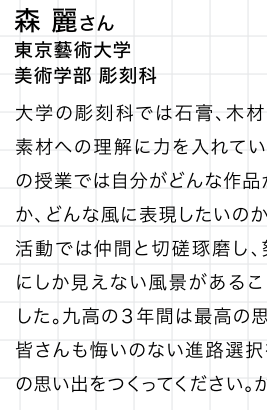 森 麗さん
東京藝術大学
美術学部 彫刻科
大学の彫刻科では石膏、木材
素材への理解に力を入れてい
の授業では自分がどんな作品
か、どんな風に表現したいのか
活動では仲間と切磋琢磨し、
にしか見えない風景があるこ
した。九高の3年間は最高の思
皆さんも悔いのない進路選択
の思い出をつくってください。